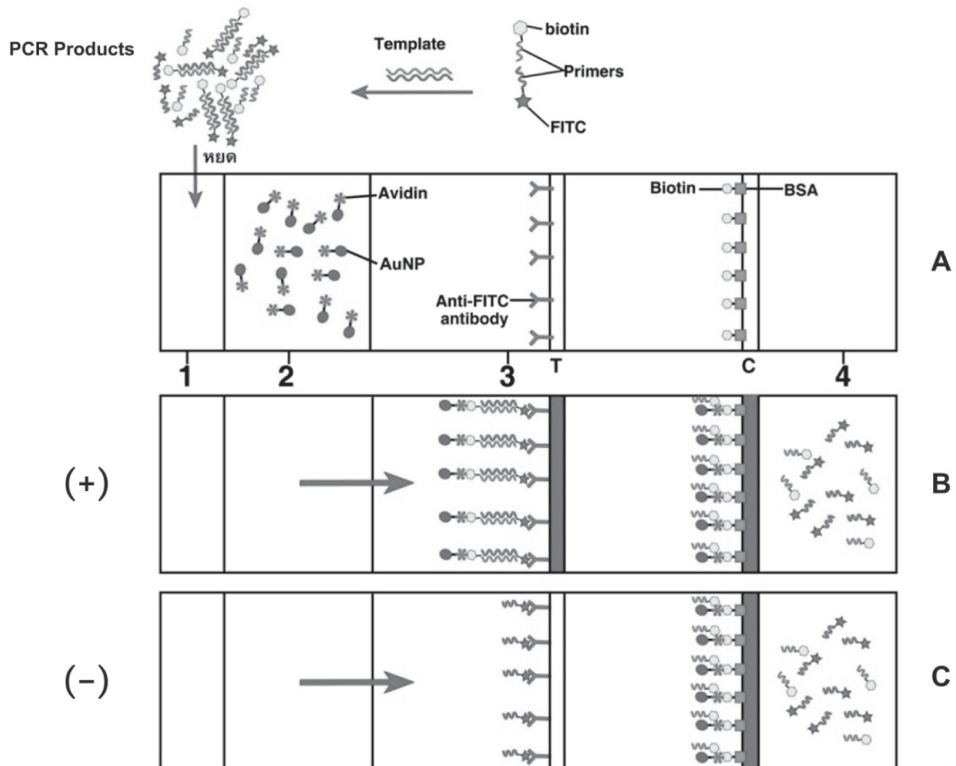 PCR Products
Template
biotin
Primers
FITC
หยด
Avidin
AuNP
Anti-FITC
antibody
Biotin
BSA
A
1
2
3
T
C
4
(+)
B
(-)
C